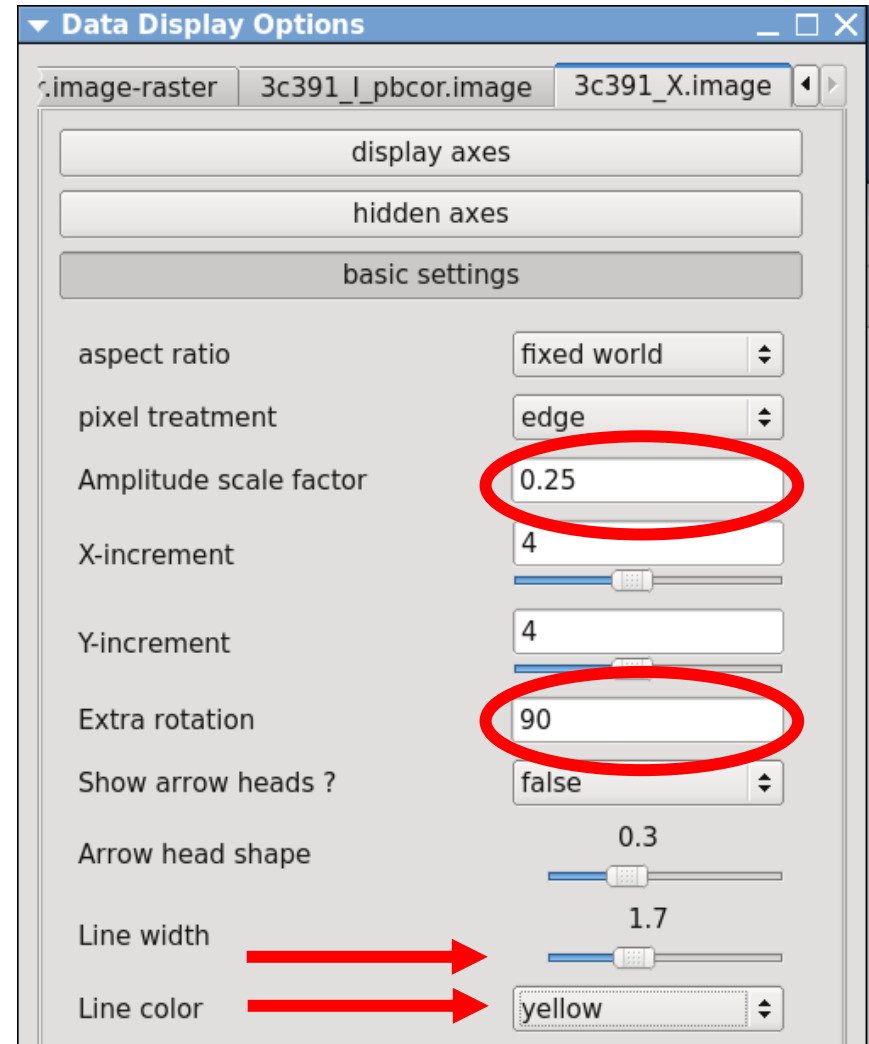 Data Display Options
.image-raster 3c391_I_pbcor.image 3c391_X.image
display axes
hidden axes
basic settings
aspect ratio fixed world
pixel treatment edge
Amplitude scale factor 0.25
X-increment 4
Y-increment 4
Extra rotation 90
Show arrow heads ? false
Arrow head shape 0.3
Line width 1.7
Line color yellow